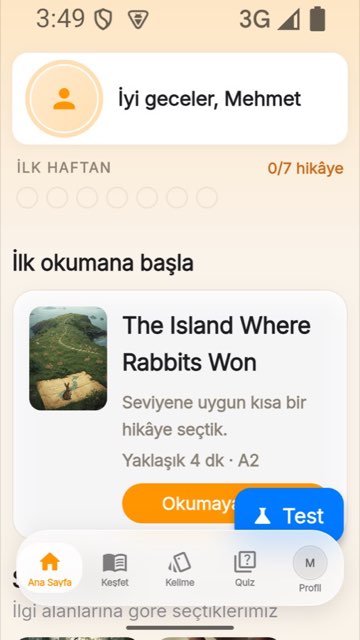 3:49
3G
İyi geceler, Mehmet
İLK HAFTAN
0/7 hikâye
İlk okumana başla
The Island Where
Rabbits Won
Seviyene uygun kısa bir
hikâye seçtik.
Yaklaşık 4 dk · A2
Test
Ana Sayfa
Keşfet
Kelime
Quiz
M
Profil
İlgi alanlarına göre seçtiklerimiz